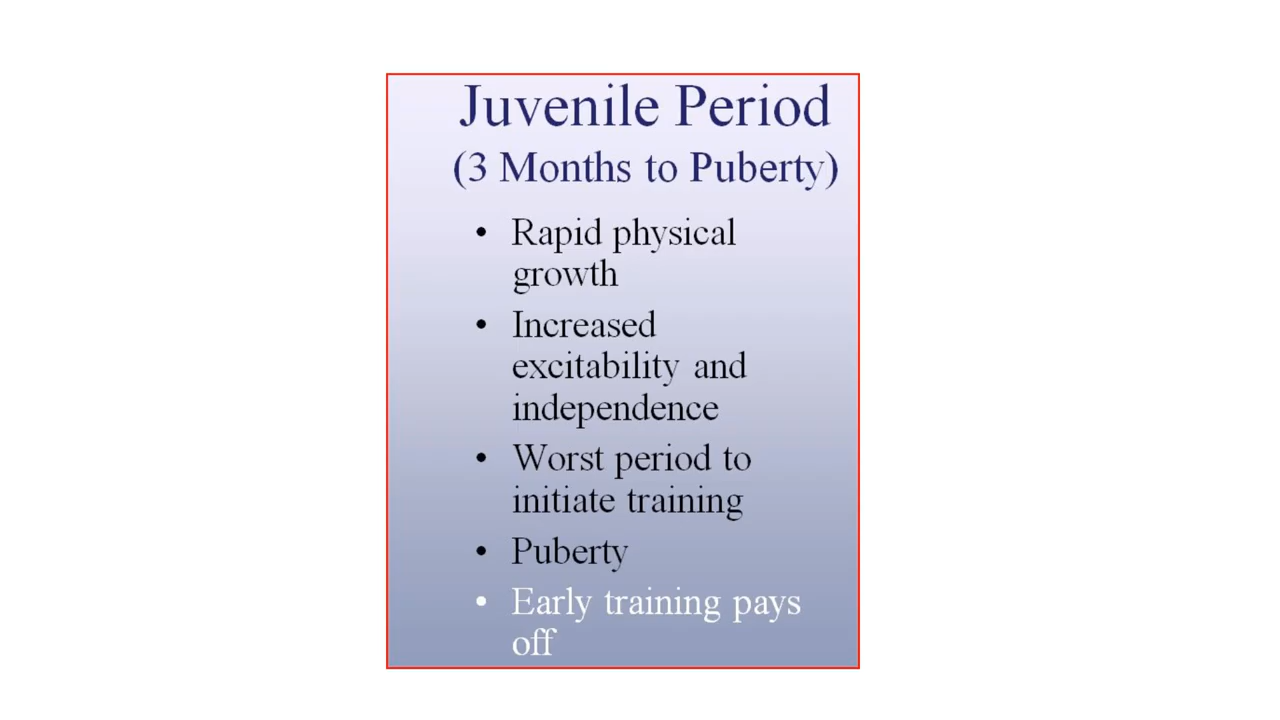 Juvenile Period
(3 Months to Puberty)
• Rapid physical
growth
• Increased
excitability and
independence
• Worst period to
initiate training
• Puberty
• Early training pays
off